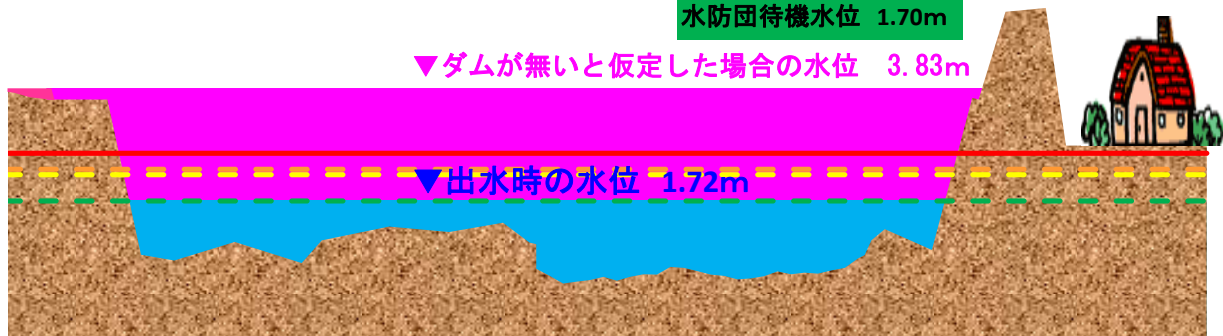 水防団待機水位 1.70m
▼ダムが無いと仮定した場合の水位 3.83m
▼出水時の水位 1.72m